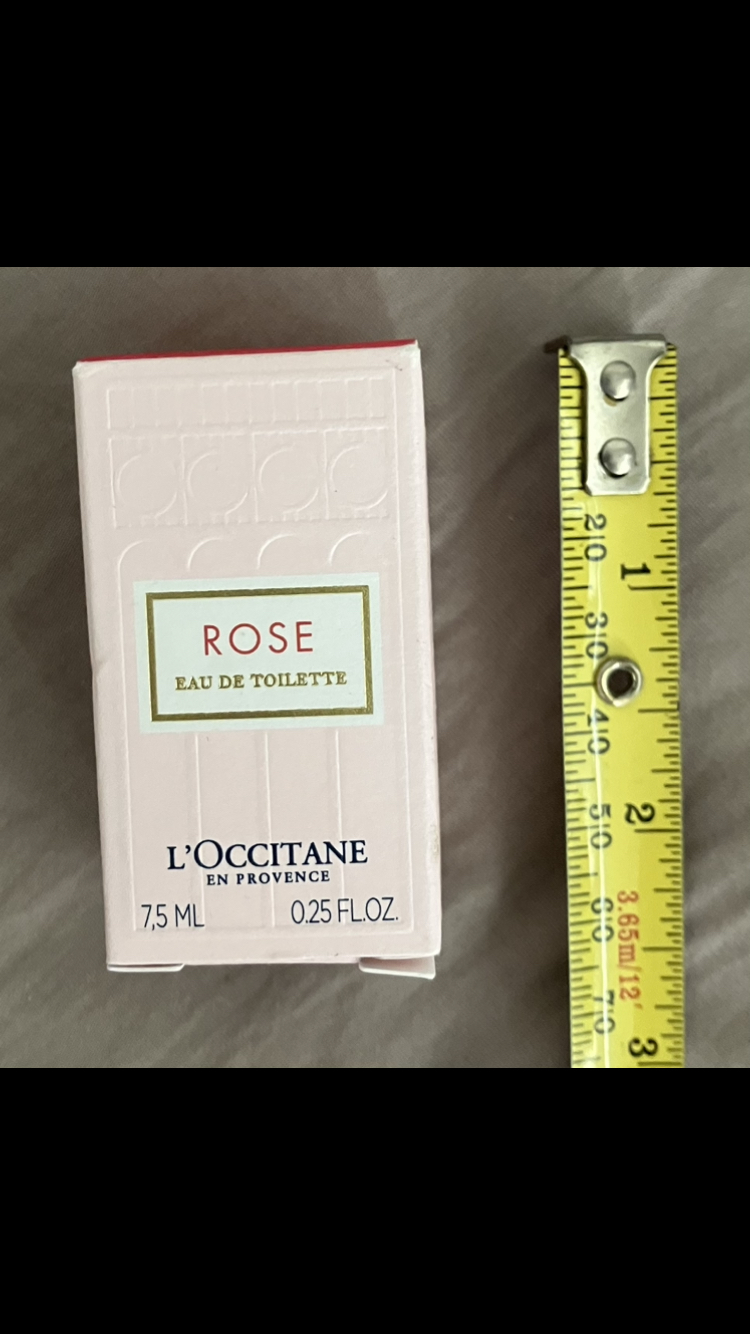 ROSE
EAU DE TOILETTE
L'OCCITANE
EN PROVENCE
7,5 ML 0.25 FL.OZ.
20
1
30
40
2
50
3.65m/12'
60
70
3